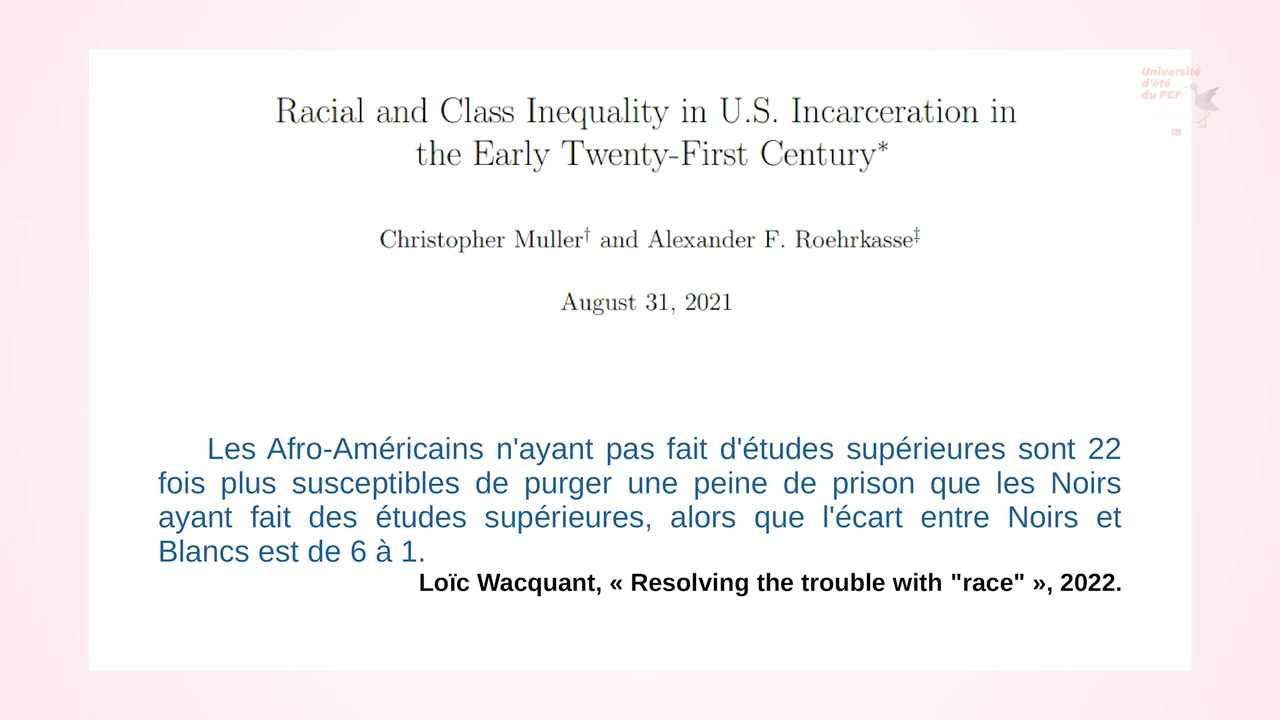 Université
d'été
du PCF
Racial and Class Inequality in U.S. Incarceration in
the Early Twenty-First Century*
Christopher Muller† and Alexander F. Roehrkasse‡
August 31, 2021
Les Afro-Américains n'ayant pas fait d'études supérieures sont 22
fois plus susceptibles de purger une peine de prison que les Noirs
ayant fait des études supérieures, alors que l'écart entre Noirs et
Blancs est de 6 à 1.
Loïc Wacquant, « Resolving the trouble with "race" », 2022.